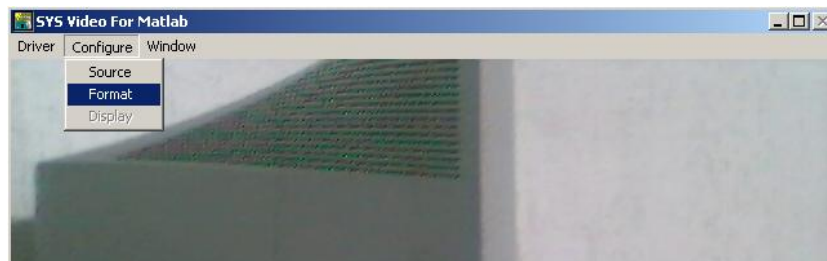 SYS Video For Matlab
Driver Configure Window
Source
Format
Display